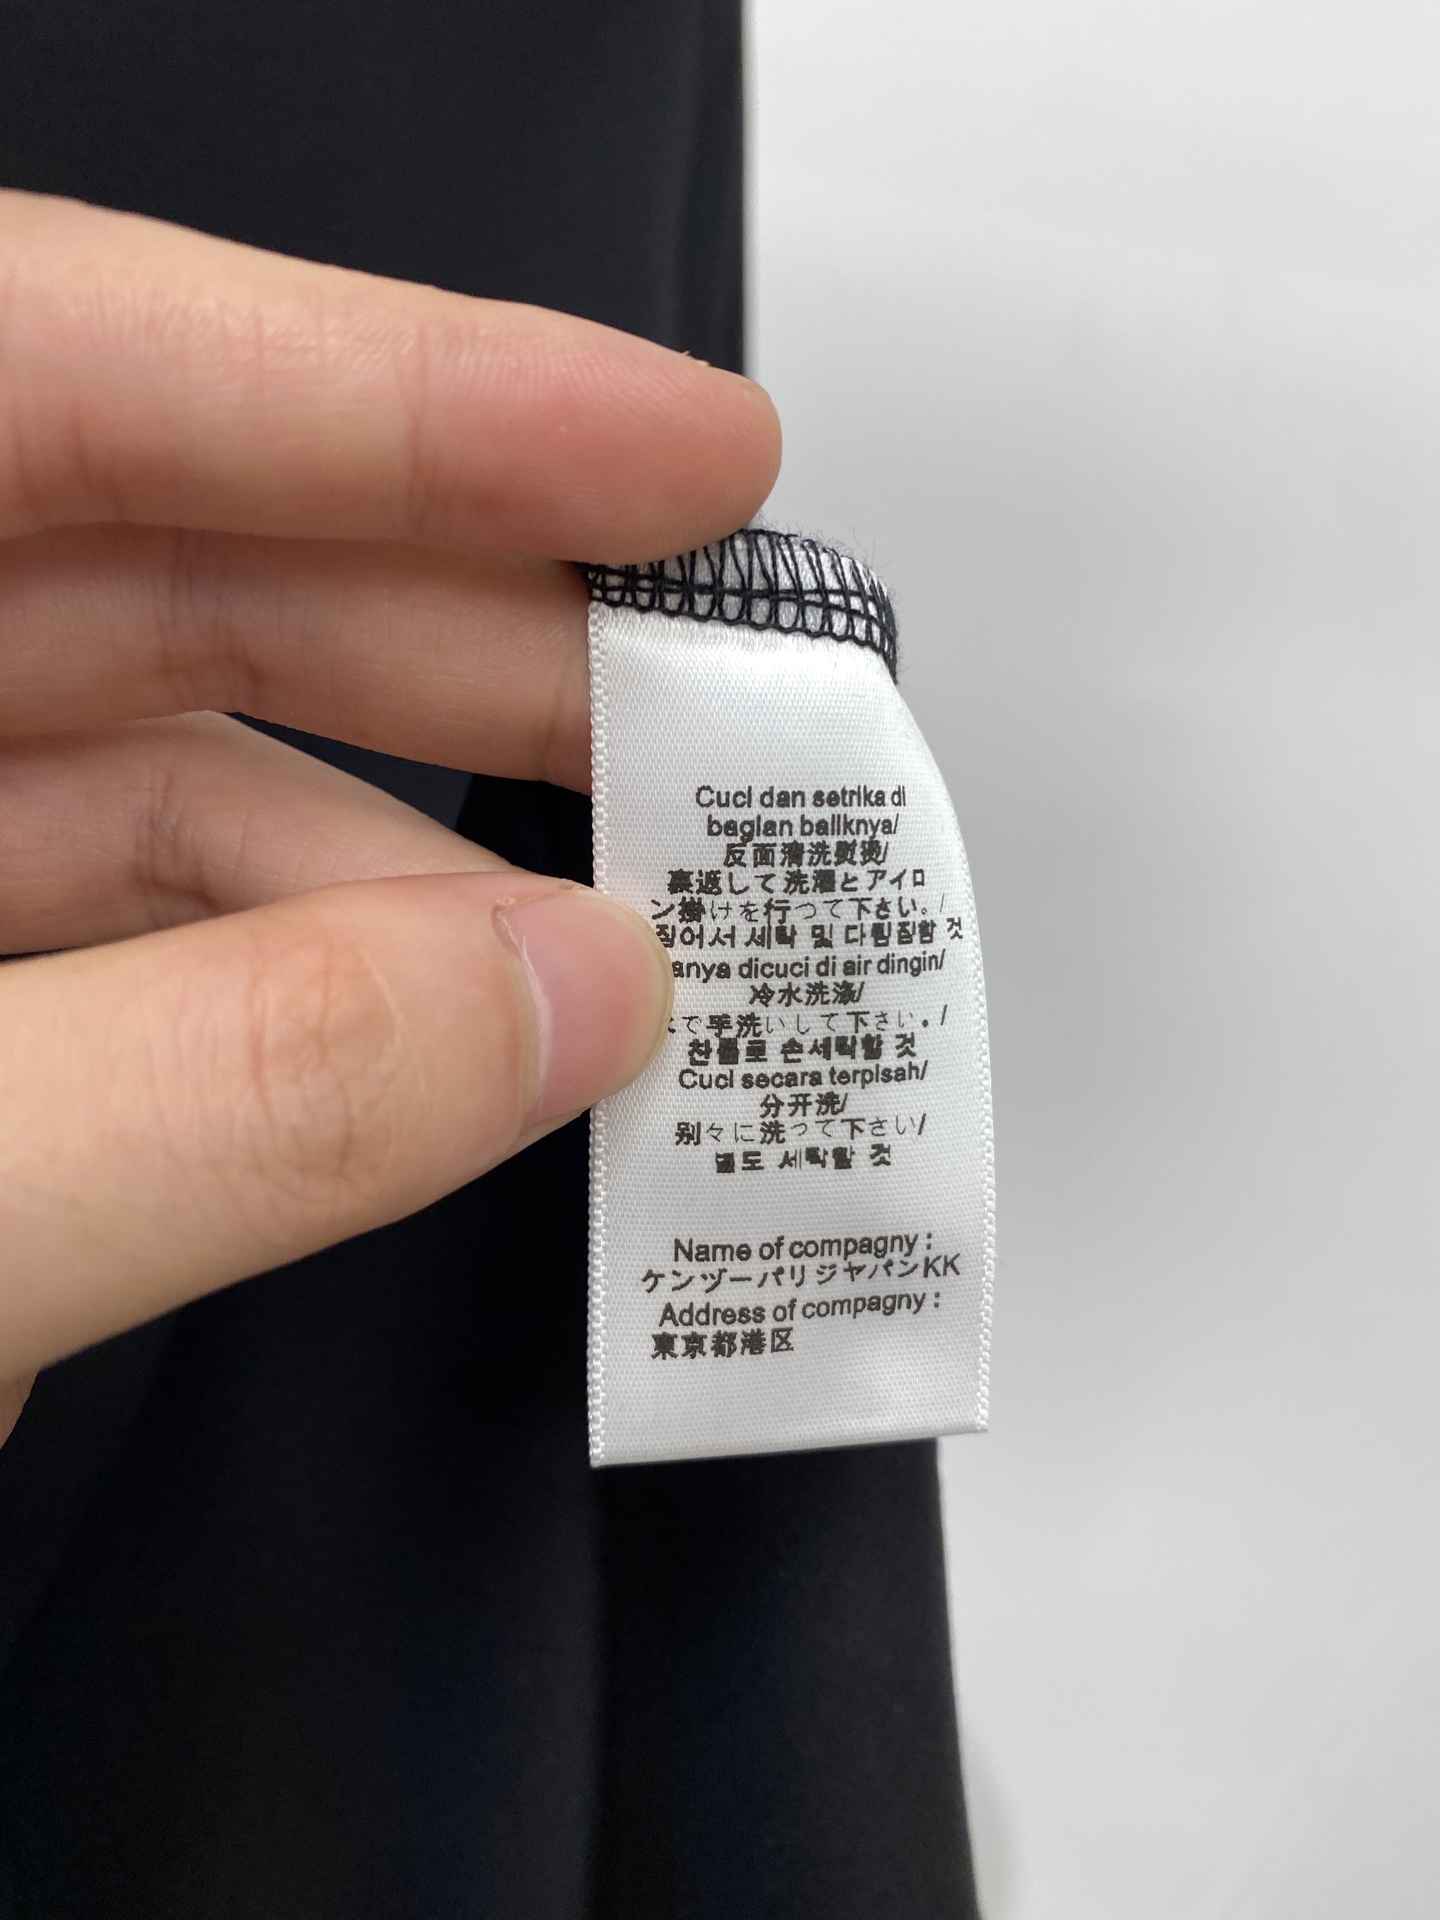 Cuci dan setrika di
bagian baliknya/
反面清洗熨烫/
裏返して洗濯とアイロ
ン掛けを行って下さい。/
뒤집어서 세탁 및 다림질할 것
anya dicuci di air dingin/
冷水洗涤/
で手洗いして下さい。/
찬물로 손세탁할 것
Cuci secara terpisah/
分开洗/
别々に洗って下さい/
별도 세탁할 것
Name of compagny :
ケンゾーパリジャパンKK
Address of compagny :
東京都港区